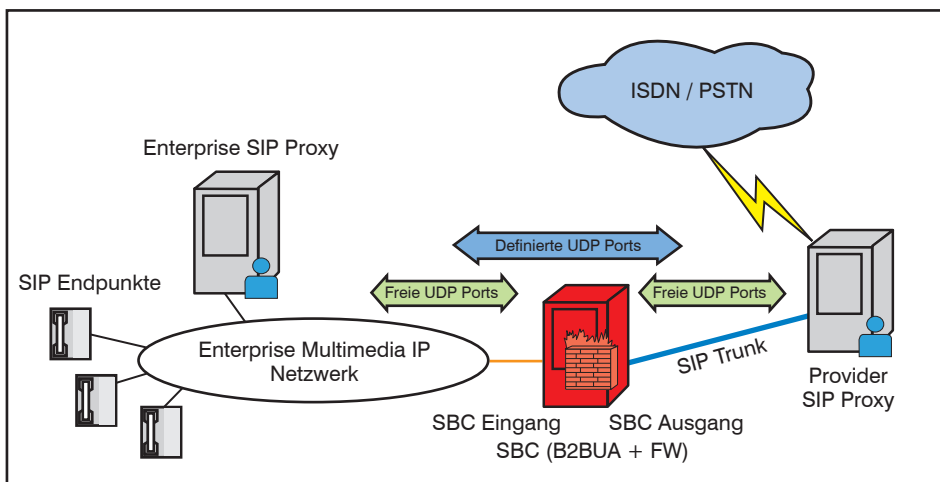 ISDN / PSTN
Enterprise SIP Proxy
Definierte UDP Ports
SIP Endpunkte
Freie UDP Ports
Freie UDP Ports
Enterprise Multimedia IP
Netzwerk
SIP Trunk
Provider
SIP Proxy
SBC Eingang
SBC Ausgang
SBC (B2BUA + FW)